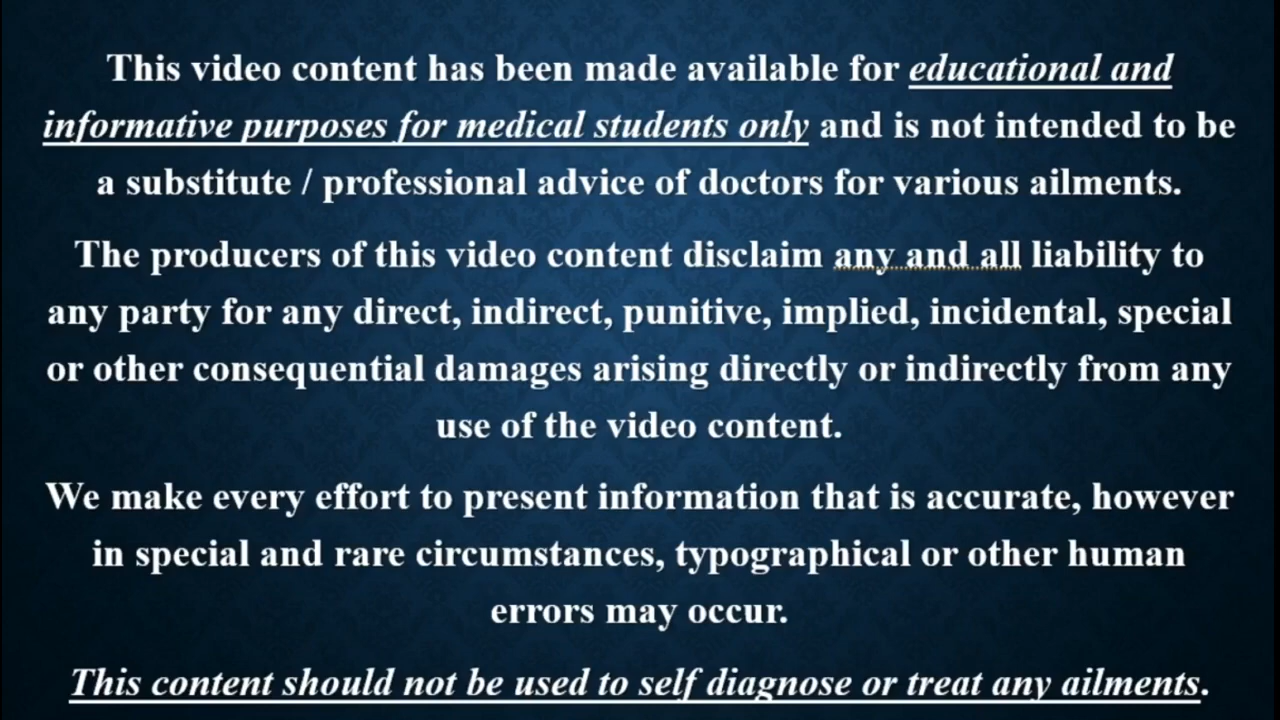 This video content has been made available for educational and
informative purposes for medical students only and is not intended to be
a substitute / professional advice of doctors for various ailments.
The producers of this video content disclaim any and all liability to
any party for any direct, indirect, punitive, implied, incidental, special
or other consequential damages arising directly or indirectly from any
use of the video content.
We make every effort to present information that is accurate, however
in special and rare circumstances, typographical or other human
errors may occur.
This content should not be used to self diagnose or treat any ailments.